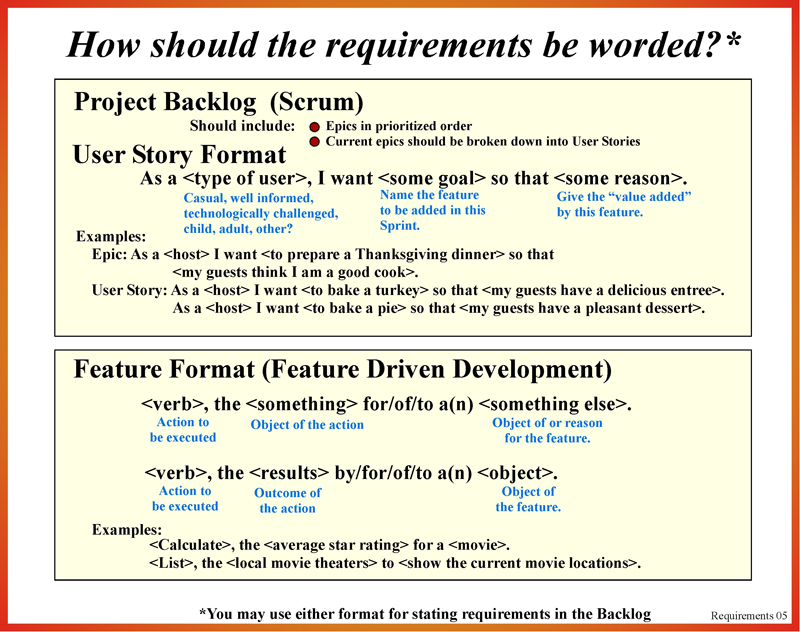 How should the requirements be worded?*
Project Backlog (Scrum)
Should include:
Epics in prioritized order
Current epics should be broken down into User Stories
User Story Format
As a <type of user>, I want <some goal> so that <some reason>.
Casual, well informed,
technologically challenged,
child, adult, other?
Name the feature
to be added in this
Sprint.
Give the “value added”
by this feature.
Examples:
Epic: As a <host> I want <to prepare a Thanksgiving dinner> so that
<my guests think I am a good cook>.
User Story: As a <host> I want <to bake a turkey> so that <my guests have a delicious entree>.
As a <host> I want <to bake a pie> so that <my guests have a pleasant dessert>.
Feature Format (Feature Driven Development)
<verb>, the <something> for/of/to a(n) <something else>.
Action to
be executed
Object of the action
Object of or reason
for the feature.
<verb>, the <results> by/for/of/to a(n) <object>.
Action to
be executed
Outcome of
the action
Object of
the feature.
Examples:
<Calculate>, the <average star rating> for a <movie>.
<List>, the <local movie theaters> to <show the current movie locations>.
*You may use either format for stating requirements in the Backlog
Requirements 05